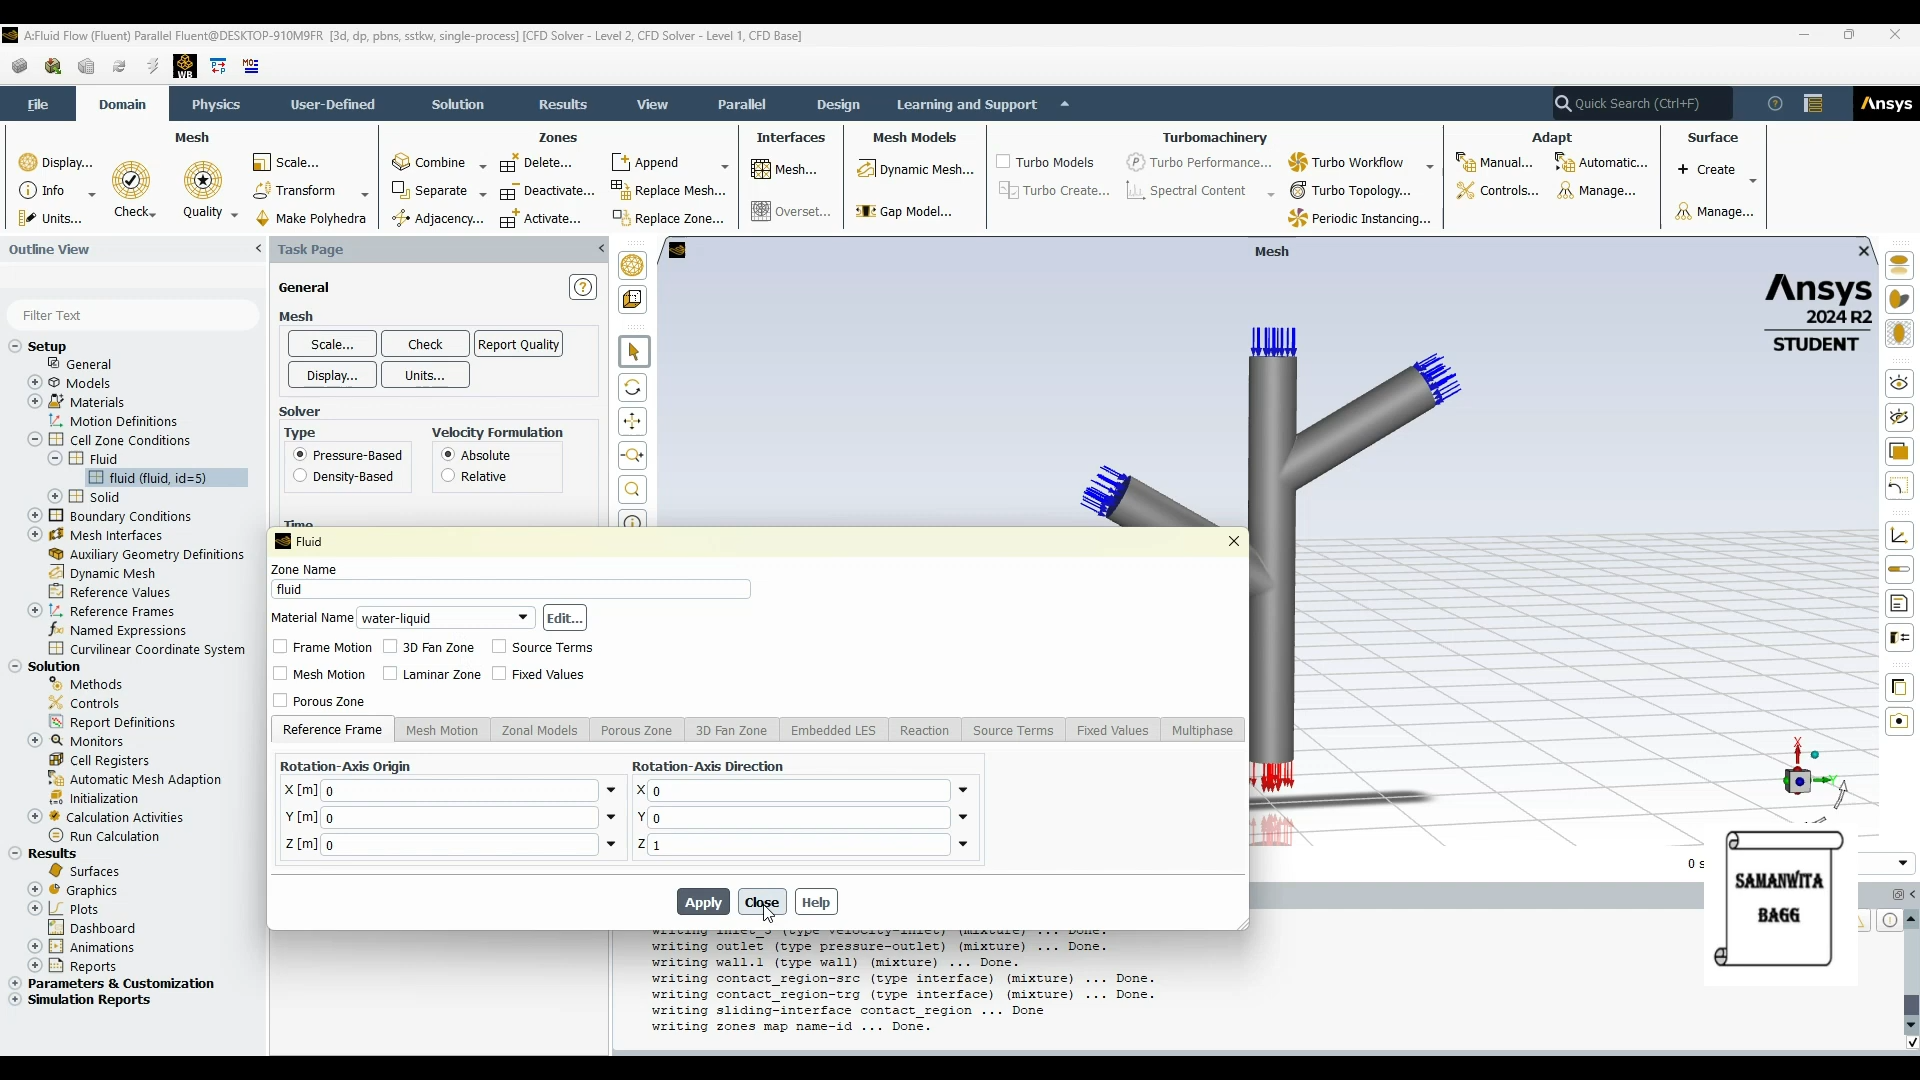 A:Fluid Flow (Fluent) Parallel Fluent@DESKTOP-910M9FR [3d, dp, pbns, sstkw, single-process] [CFD Solver - Level 2, CFD Solver - Level 1, CFD Base]
WB
File Domain Physics User-Defined Solution Results View Parallel Design Learning and Support Quick Search (Ctrl+F) Ansys
Mesh Zones Interfaces Mesh Models Turbomachinery Adapt Surface
Display... Check Quality Scale... Combine Delete... Append Mesh... Dynamic Mesh... Turbo Models Turbo Performance... Turbo Workflow Manual... Automatic... Create
Info Transform Separate Deactivate... Replace Mesh... Turbo Create... Spectral Content Turbo Topology... Controls... Manage...
Units... Make Polyhedra Adjacency... Activate... Replace Zone... Overset... Gap Model... Periodic Instancing... Manage...
Outline View
Filter Text
Setup
General
Models
Materials
Motion Definitions
Cell Zone Conditions
Fluid
fluid (fluid, id=5)
Solid
Boundary Conditions
Mesh Interfaces
Auxiliary Geometry Definitions
Dynamic Mesh
Reference Values
Reference Frames
Named Expressions
Curvilinear Coordinate System
Solution
Methods
Controls
Report Definitions
Monitors
Cell Registers
Automatic Mesh Adaption
Initialization
Calculation Activities
Run Calculation
Results
Surfaces
Graphics
Plots
Dashboard
Animations
Reports
Parameters & Customization
Simulation Reports
Task Page
General
Mesh
Scale... Check Report Quality
Display... Units...
Solver
Type Velocity Formulation
Pressure-Based Absolute
Density-Based Relative
Time
Mesh
Ansys
2024 R2
STUDENT
X
Y
0 s
Fluid
Zone Name
fluid
Material Name water-liquid Edit...
Frame Motion 3D Fan Zone Source Terms
Mesh Motion Laminar Zone Fixed Values
Porous Zone
Reference Frame Mesh Motion Zonal Models Porous Zone 3D Fan Zone Embedded LES Reaction Source Terms Fixed Values Multiphase
Rotation-Axis Origin Rotation-Axis Direction
X [m] 0 X 0
Y [m] 0 Y 0
Z [m] 0 Z 1
Apply Close Help
writing inlet_3 (type velocity-inlet) (mixture) ... Done.
writing outlet (type pressure-outlet) (mixture) ... Done.
writing wall.1 (type wall) (mixture) ... Done.
writing contact_region-src (type interface) (mixture) ... Done.
writing contact_region-trg (type interface) (mixture) ... Done.
writing sliding-interface contact_region ... Done
writing zones map name-id ... Done.
SAMANWITA
BAGG